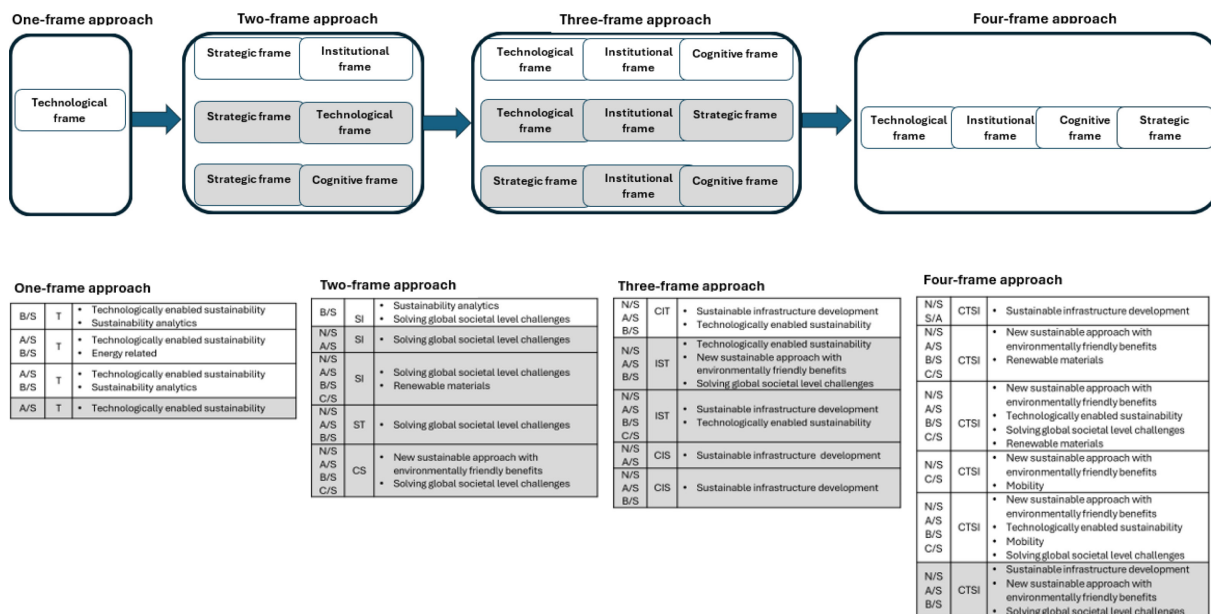 One-frame approach
Two-frame approach
Three-frame approach
Four-frame approach
Technological
frame
Strategic frame
Institutional
frame
Strategic frame
Technological
frame
Strategic frame
Cognitive frame
Technological
frame
Institutional
frame
Cognitive frame
Technological
frame
Institutional
frame
Strategic frame
Strategic frame
Institutional
frame
Cognitive frame
Technological
frame
Institutional
frame
Cognitive
frame
Strategic
frame
One-frame approach
B/S
T
• Technologically enabled sustainability
• Sustainability analytics
A/S
B/S
T
• Technologically enabled sustainability
• Energy related
A/S
B/S
T
• Technologically enabled sustainability
• Sustainability analytics
A/S
T
• Technologically enabled sustainability
Two-frame approach
B/S
SI
• Sustainability analytics
• Solving global societal level challenges
N/S
A/S
SI
• Solving global societal level challenges
N/S
A/S
B/S
C/S
SI
• Solving global societal level challenges
• Renewable materials
N/S
A/S
B/S
ST
• Solving global societal level challenges
N/S
A/S
B/S
C/S
CS
• New sustainable approach with
environmentally friendly benefits
• Solving global societal level challenges
Three-frame approach
N/S
A/S
B/S
CIT
• Sustainable infrastructure development
• Technologically enabled sustainability
N/S
A/S
B/S
IST
• Technologically enabled sustainability
• New sustainable approach with
environmentally friendly benefits
• Solving global societal level challenges
N/S
A/S
B/S
C/S
IST
• Sustainable infrastructure development
• Technologically enabled sustainability
N/S
A/S
CIS
• Sustainable infrastructure development
N/S
A/S
B/S
CIS
• Sustainable infrastructure development
Four-frame approach
N/S
S/A
CTSI
• Sustainable infrastructure development
N/S
A/S
B/S
C/S
CTSI
• New sustainable approach with
environmentally friendly benefits
• Renewable materials
N/S
A/S
B/S
C/S
CTSI
• New sustainable approach with
environmentally friendly benefits
• Technologically enabled sustainability
• Solving global societal level challenges
• Renewable materials
N/S
C/S
CTSI
• New sustainable approach with
environmentally friendly benefits
• Mobility
N/S
A/S
B/S
C/S
CTSI
• New sustainable approach with
environmentally friendly benefits
• Technologically enabled sustainability
• Mobility
• Solving global societal level challenges
N/S
A/S
B/S
CTSI
• Sustainable infrastructure development
• New sustainable approach with
environmentally friendly benefits
• Solving global societal level challenges